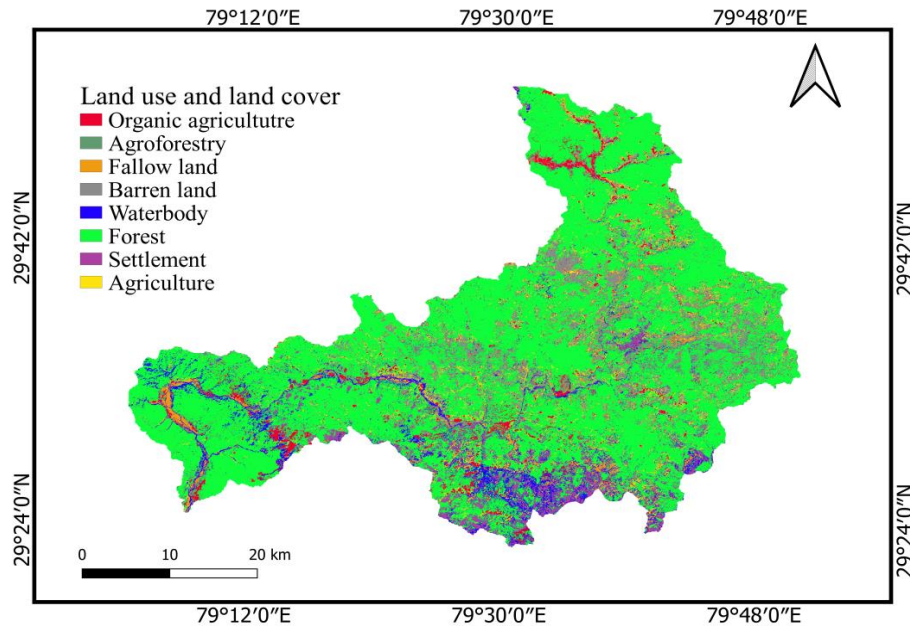 79°12′0″E 79°30′0″E 79°48′0″E
Land use and land cover
Organic agricultutre
Agroforestry
Fallow land
Barren land
Waterbody
Forest
Settlement
Agriculture
29°42′0″N
29°42′0″N
29°24′0″N
29°24′0″N
0 10 20 km
79°12′0″E 79°30′0″E 79°48′0″E